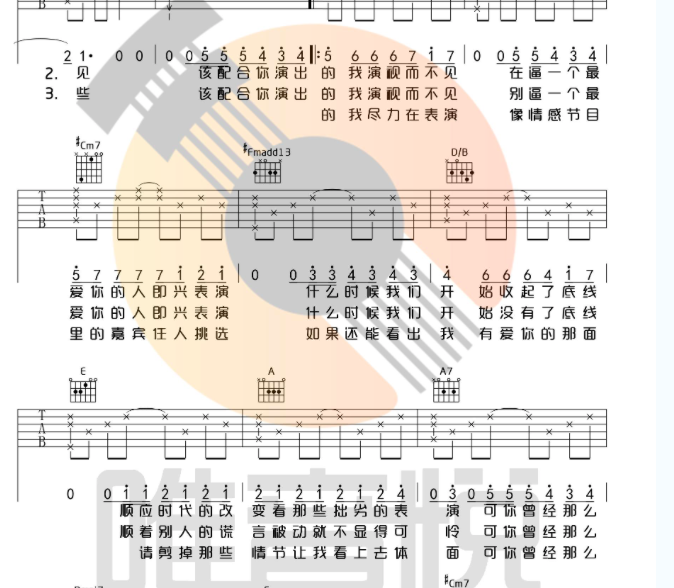 B
2 1· 0 0 0 0 5 5 5 4 3 4 5 6 6 6 7 1 7 0 0 5 5 5 5 5
2. 见 该配合你演出 的 我演视而不见 在逼一个最
3. 些 该配合你演出 的 我演视而不见 别逼一个最
的 我尽力在表演 像情感节目
#Cm7 #Fmadd13 D/B
T
A
B
5 7 7 7 7 1 2 1 0 0 3 3 4 3 4 3 4 6 6 6 4 1 7
爱你的人即兴表演 什么时候我们 开 始收起了底线
爱你的人即兴表演 什么时候我们 开 始没有了底线
里的嘉宾任人挑选 如果还能看出 我 有爱你的那面
E A A7
T
A
B
0 0 1 1 2 1 2 1 2 1 2 1 2 1 2 1 0 3 0 5 5 5 4 3 4
顺应时代的改 变看那些拙劣的表 演 可你曾经那么
顺着别人的谎 言被动就不显得可 怜 可你曾经那么
请剪掉那些 情节让我看上去体 面 可你曾经那么
唯音悦
#Cm7